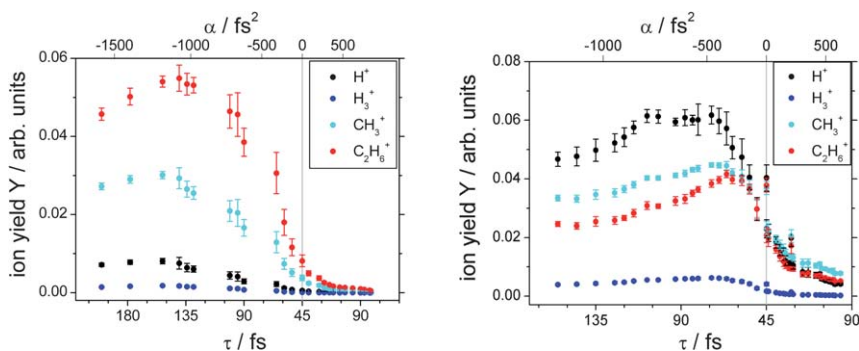 α / fs²
-1500 -1000 -500 0 500
0.06
0.04
0.02
0.00
ion yield Y / arb. units
H⁺
H₃⁺
CH₃⁺
C₂H₆⁺
180 135 90 45 90
τ / fs
α / fs²
-1000 -500 0 500
0.08
0.06
0.04
0.02
0.00
ion yield Y / arb. units
H⁺
H₃⁺
CH₃⁺
C₂H₆⁺
135 90 45 90
τ / fs